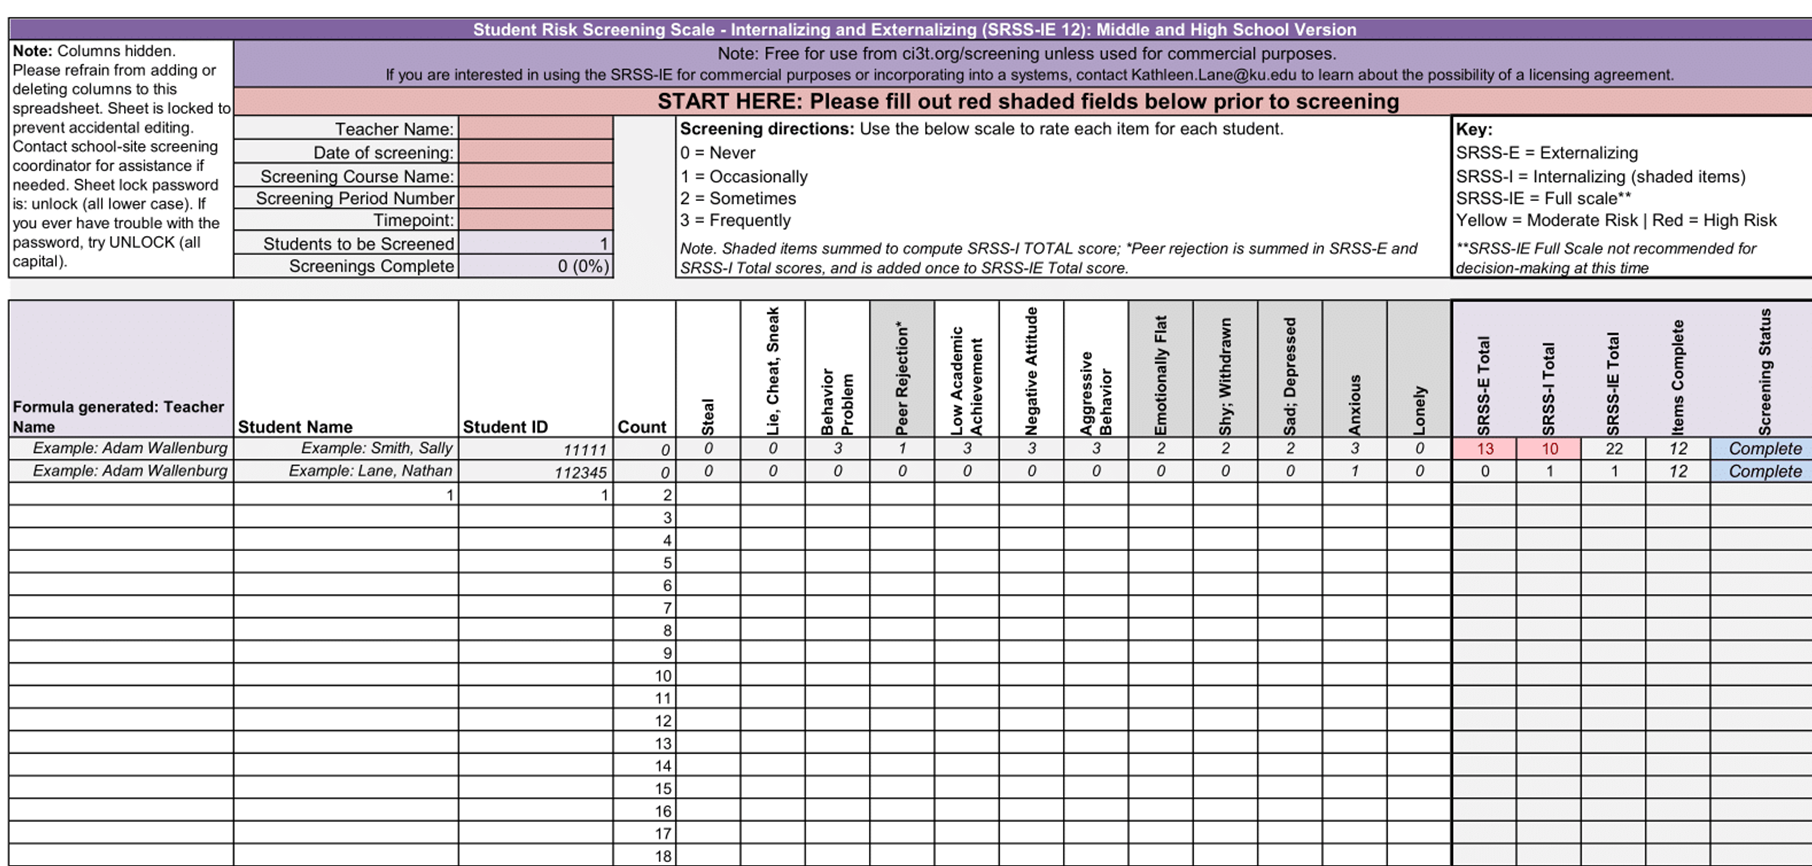 Student Risk Screening Scale - Internalizing and Externalizing (SRSS-IE 12): Middle and High School Version
Note: Columns hidden.
Please refrain from adding or
deleting columns to this
spreadsheet. Sheet is locked to
prevent accidental editing.
Contact school-site screening
coordinator for assistance if
needed. Sheet lock password
is: unlock (all lower case). If
you ever have trouble with the
password, try UNLOCK (all
capital).
Note: Free for use from ci3t.org/screening unless used for commercial purposes.
If you are interested in using the SRSS-IE for commercial purposes or incorporating into a systems, contact Kathleen.Lane@ku.edu to learn about the possibility of a licensing agreement.
START HERE: Please fill out red shaded fields below prior to screening
Teacher Name:
Date of screening:
Screening Course Name:
Screening Period Number
Timepoint:
Students to be Screened 1
Screenings Complete 0 (0%)
Screening directions: Use the below scale to rate each item for each student.
0 = Never
1 = Occasionally
2 = Sometimes
3 = Frequently
Note. Shaded items summed to compute SRSS-I TOTAL score; *Peer rejection is summed in SRSS-E and
SRSS-I Total scores, and is added once to SRSS-IE Total score.
Key:
SRSS-E = Externalizing
SRSS-I = Internalizing (shaded items)
SRSS-IE = Full scale**
Yellow = Moderate Risk | Red = High Risk
**SRSS-IE Full Scale not recommended for
decision-making at this time
Formula generated: Teacher
Name
Student Name
Student ID
Count
Steal
Lie, Cheat, Sneak
Behavior
Problem
Peer Rejection*
Low Academic
Achievement
Negative Attitude
Aggressive
Behavior
Emotionally Flat
Shy; Withdrawn
Sad; Depressed
Anxious
Lonely
SRSS-E Total
SRSS-I Total
SRSS-IE Total
Items Complete
Screening Status
Example: Adam Wallenburg Example: Smith, Sally 11111 0 0 0 3 1 3 3 3 2 2 2 3 0 13 10 22 12 Complete
Example: Adam Wallenburg Example: Lane, Nathan 112345 0 0 0 0 0 0 0 0 0 0 0 1 0 0 1 1 12 Complete
1 1 2
3
4
5
6
7
8
9
10
11
12
13
14
15
16
17
18